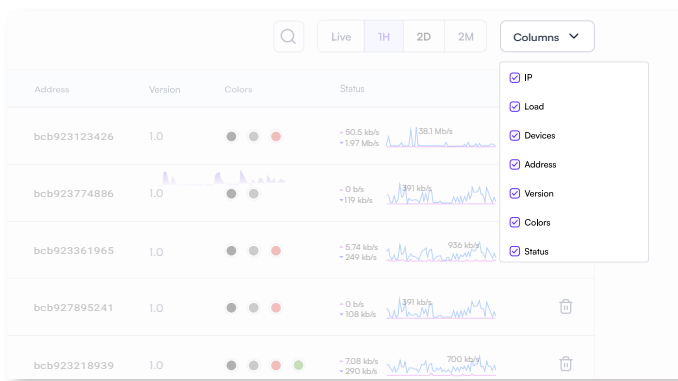 Live 1H 2D 2M Columns
IP
Load
Devices
Address
Version
Colors
Status
Address Version Colors Status
bcb923123426 1.0 50.5 kb/s 38.1 Mb/s
1.97 Mb/s
bcb923774886 1.0 0 b/s 391 kb/s
119 kb/s
bcb923361965 1.0 5.74 kb/s 936 kb/s
249 kb/s
bcb927895241 1.0 0 b/s 391 kb/s
108 kb/s
bcb923218939 1.0 7.08 kb/s 700 kb/s
290 kb/s